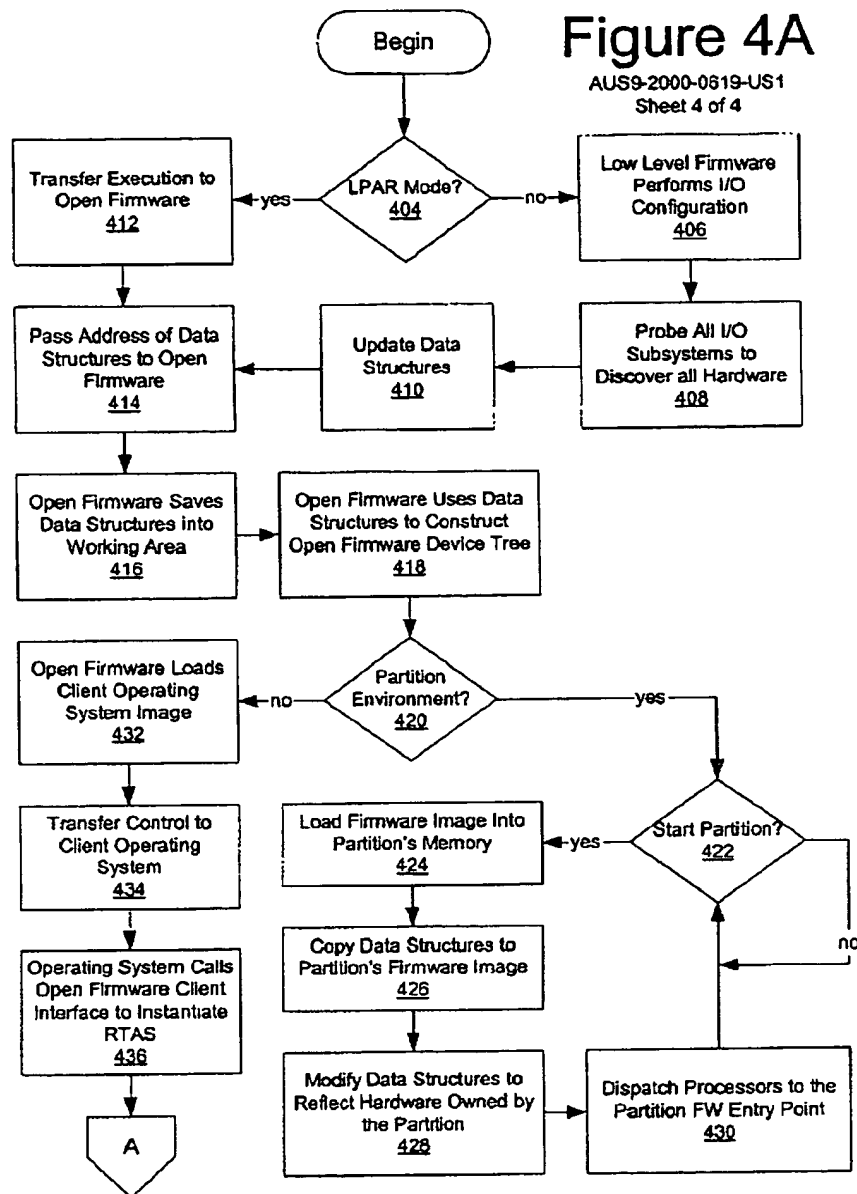 Figure 4A
AUS9-2000-0619-US1
Sheet 4 of 4
Begin
LPAR Mode?
404
yes
no
Transfer Execution to
Open Firmware
412
Low Level Firmware
Performs I/O
Configuration
406
Pass Address of Data
Structures to Open
Firmware
414
Update Data
Structures
410
Probe All I/O
Subsystems to
Discover all Hardware
408
Open Firmware Saves
Data Structures into
Working Area
416
Open Firmware Uses Data
Structures to Construct
Open Firmware Device Tree
418
Open Firmware Loads
Client Operating
System Image
432
no
Partition
Environment?
420
yes
Transfer Control to
Client Operating
System
434
Load Firmware Image Into
Partition's Memory
424
yes
Start Partition?
422
no
Operating System Calls
Open Firmware Client
Interface to Instantiate
RTAS
436
Copy Data Structures to
Partition's Firmware Image
426
Modify Data Structures to
Reflect Hardware Owned by
the Partition
428
Dispatch Processors to the
Partition FW Entry Point
430
A